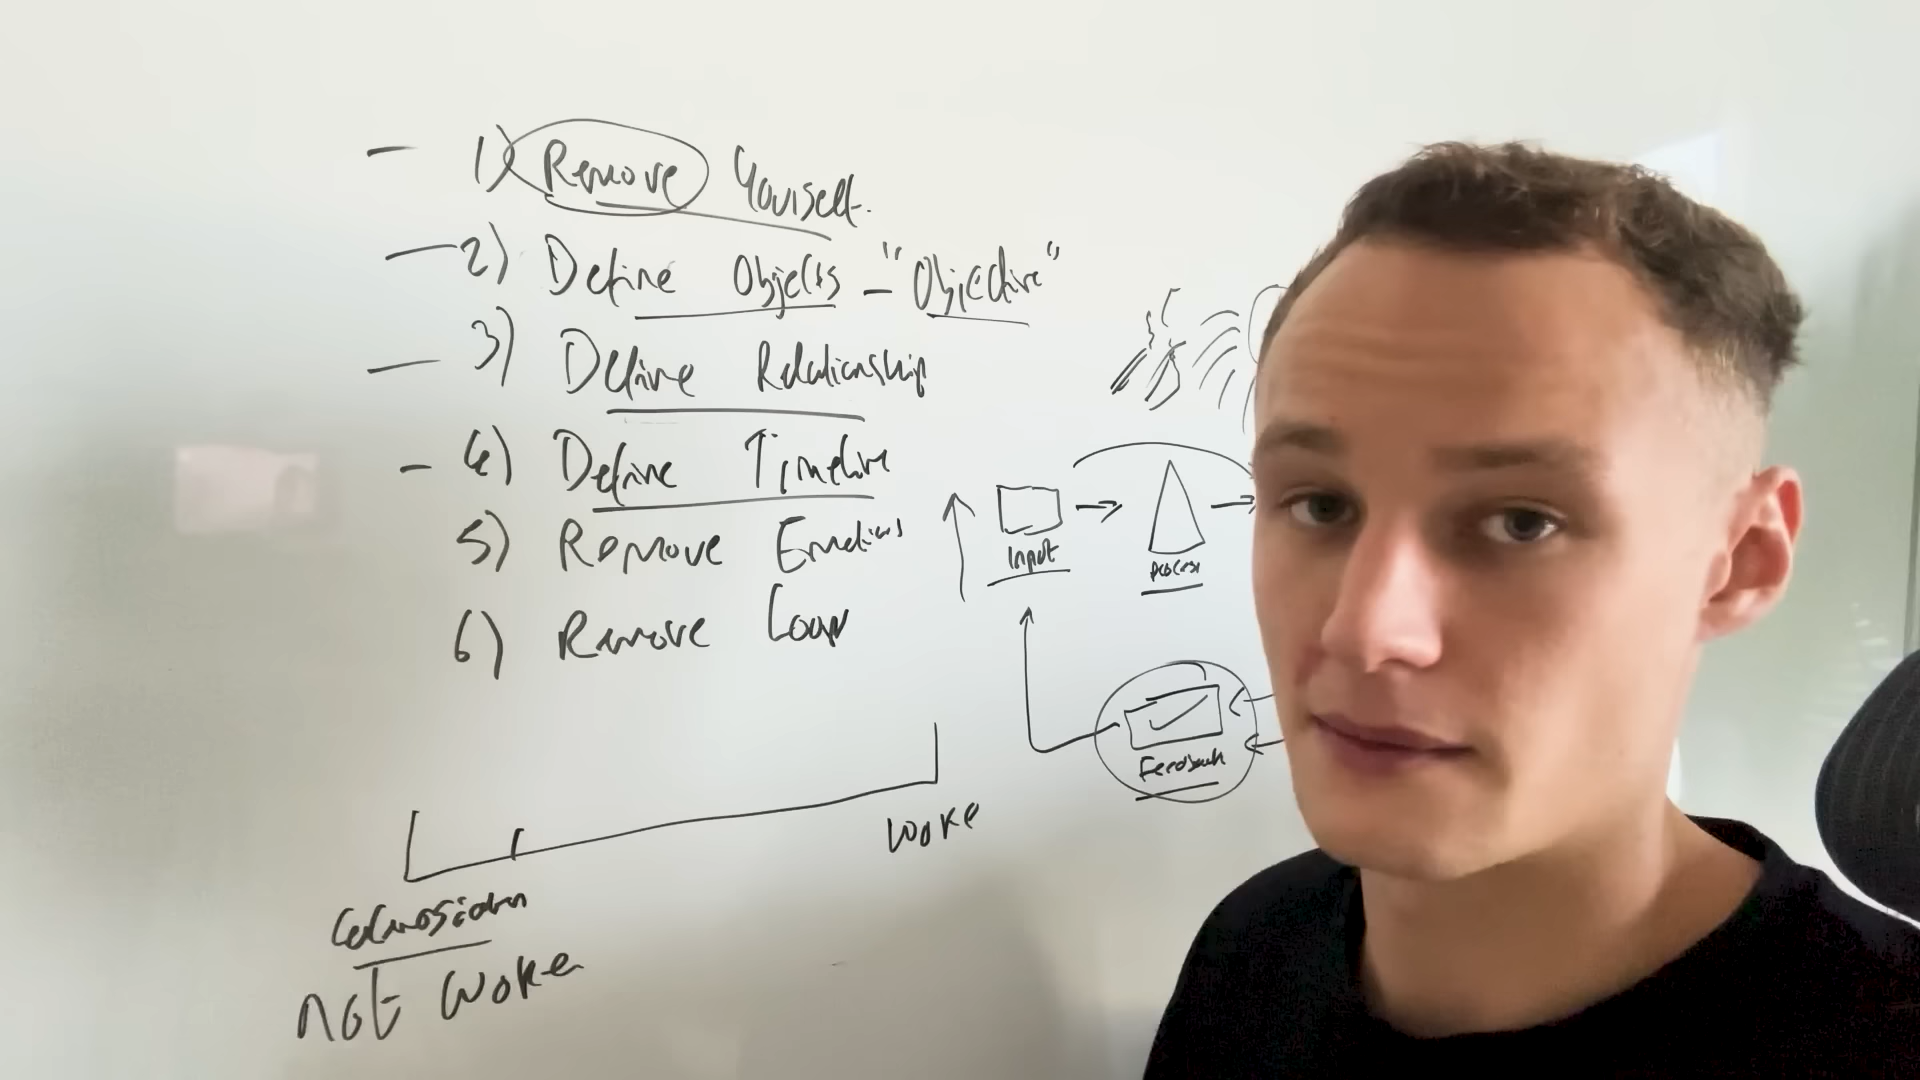 1) Remove Yourself.
2) Define Objects - "Objective"
3) Define Relationship
4) Define Timeline
5) Remove Emotions
6) Remove
Input
process
Feedback
woke
not woke